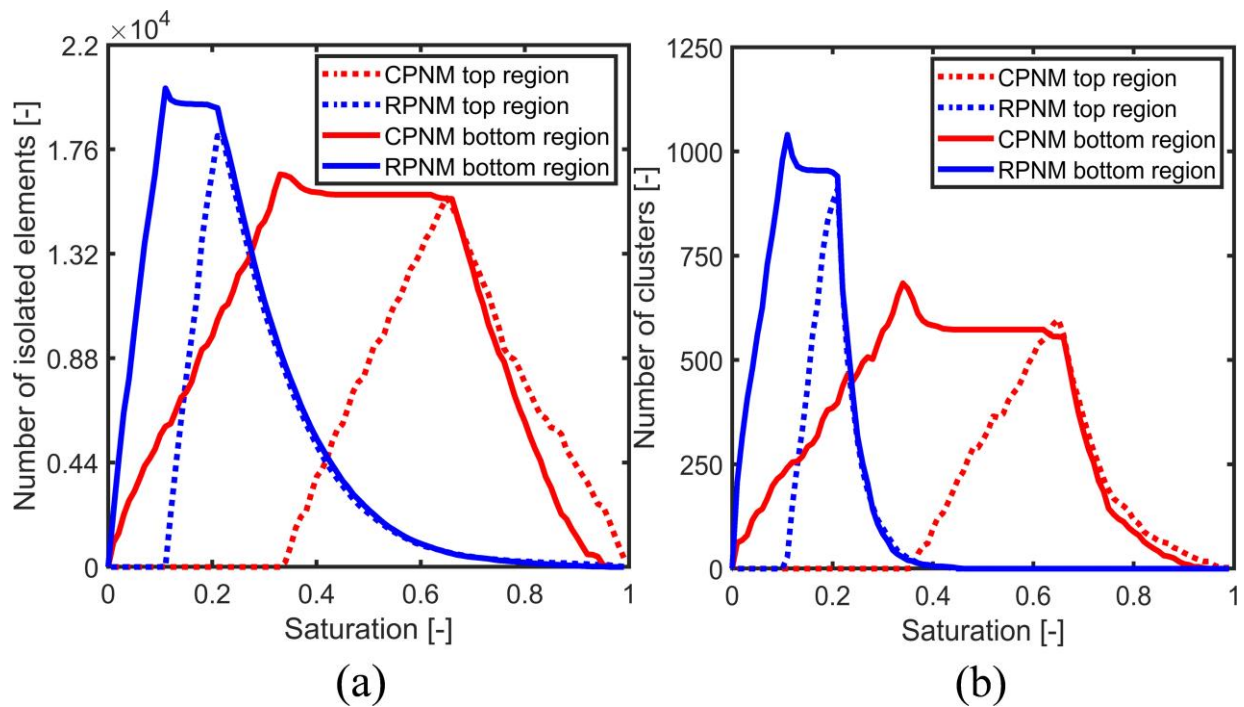 ×10⁴
2.2
1.76
1.32
0.88
0.44
0
Number of isolated elements [-]
CPNM top region
RPNM top region
CPNM bottom region
RPNM bottom region
0 0.2 0.4 0.6 0.8 1
Saturation [-]
(a)
1250
1000
750
500
250
0
Number of clusters [-]
CPNM top region
RPNM top region
CPNM bottom region
RPNM bottom region
0 0.2 0.4 0.6 0.8 1
Saturation [-]
(b)